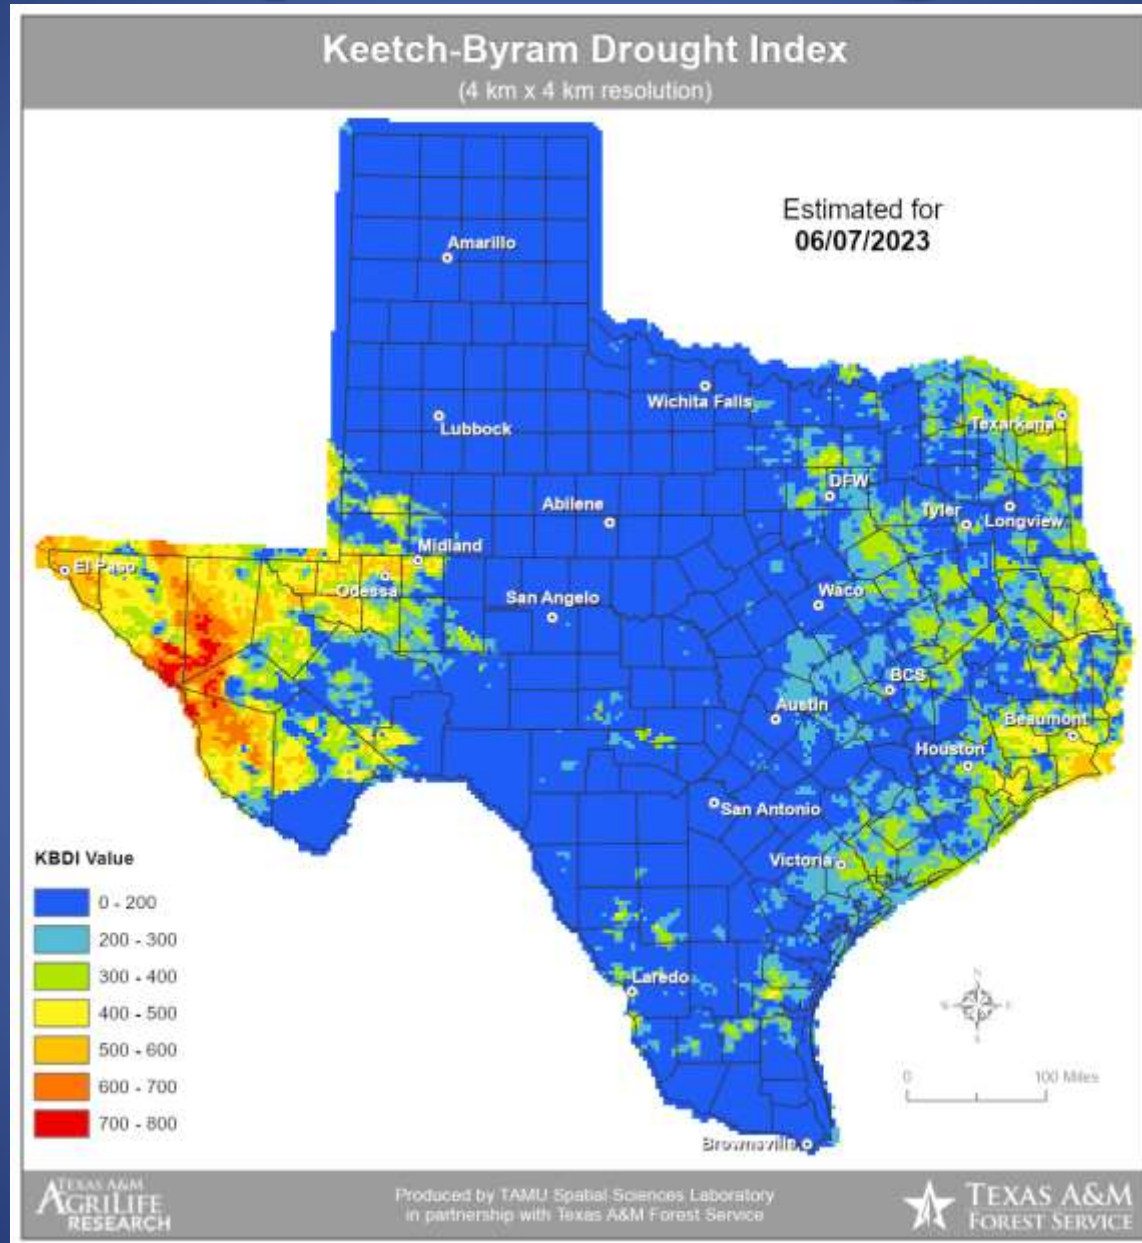 Keetch-Byram Drought Index
(4 km x 4 km resolution)
Estimated for
06/07/2023
Amarillo
Wichita Falls
Lubbock
Texarkana
DFW
Abilene
Tyler
Longview
Midland
El Paso
Odessa
San Angelo
Waco
BCS
Austin
Beaumont
Houston
San Antonio
Victoria
KBDI Value
0 - 200
200 - 300
300 - 400
400 - 500
500 - 600
600 - 700
700 - 800
Laredo
N
W E
S
0 100 Miles
Brownsville
TEXAS A&M
AGRILIFE
RESEARCH
Produced by TAMU Spatial Sciences Laboratory
in partnership with Texas A&M Forest Service
TEXAS A&M
FOREST SERVICE